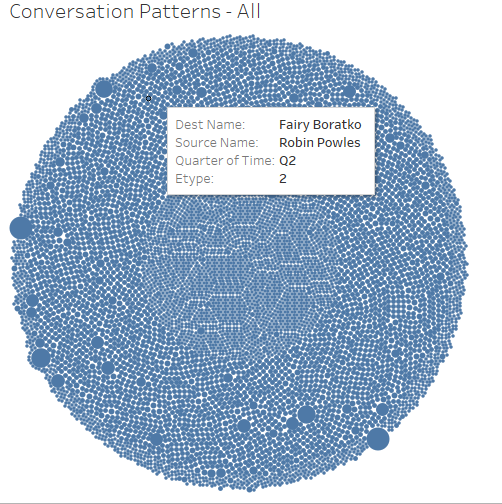 Conversation Patterns - All
Dest Name: Fairy Boratko
Source Name: Robin Powles
Quarter of Time: Q2
Etype: 2